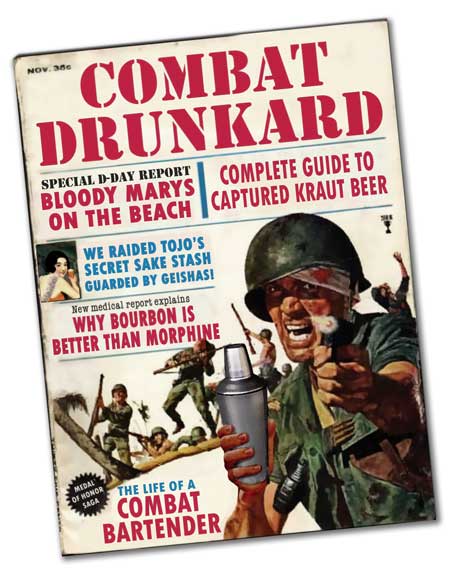 NOV. 35c
COMBAT
DRUNKARD
SPECIAL D-DAY REPORT
BLOODY MARYS
ON THE BEACH
COMPLETE GUIDE TO
CAPTURED KRAUT BEER
WE RAIDED TOJO'S
SECRET SAKE STASH
GUARDED BY GEISHAS!
New medical report explains
WHY BOURBON IS
BETTER THAN MORPHINE
MEDAL
OF HONOR
SAGA
THE LIFE OF A
COMBAT
BARTENDER